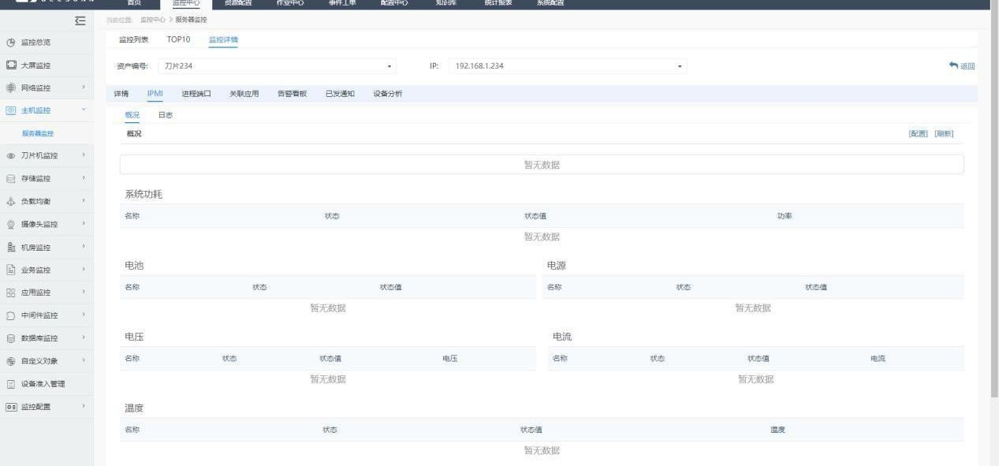 首页 监控中心 资源配置 作业中心 事件工单 配置中心 知识库 统计报表 系统配置
当前位置: 监控中心 > 服务器监控
监控列表 TOP10 监控详情
资产编号: 刀片234 IP: 192.168.1.234 返回
详情 IPMI 进程端口 关联应用 告警看板 已发通知 设备分析
概况 日志
概况 [配置] [刷新]
暂无数据
系统功耗
名称 状态 状态值 功率
暂无数据
电池 电源
名称 状态 状态值 名称 状态 状态值
暂无数据 暂无数据
电压 电流
名称 状态 状态值 电压 名称 状态 状态值 电流
暂无数据 暂无数据
温度
名称 状态 状态值 温度
暂无数据
监控总览
大屏监控
网络监控
主机监控
服务器监控
刀片机监控
存储监控
负载均衡
摄像头监控
机房监控
业务监控
应用监控
中间件监控
数据库监控
自定义对象
设备准入管理
监控配置